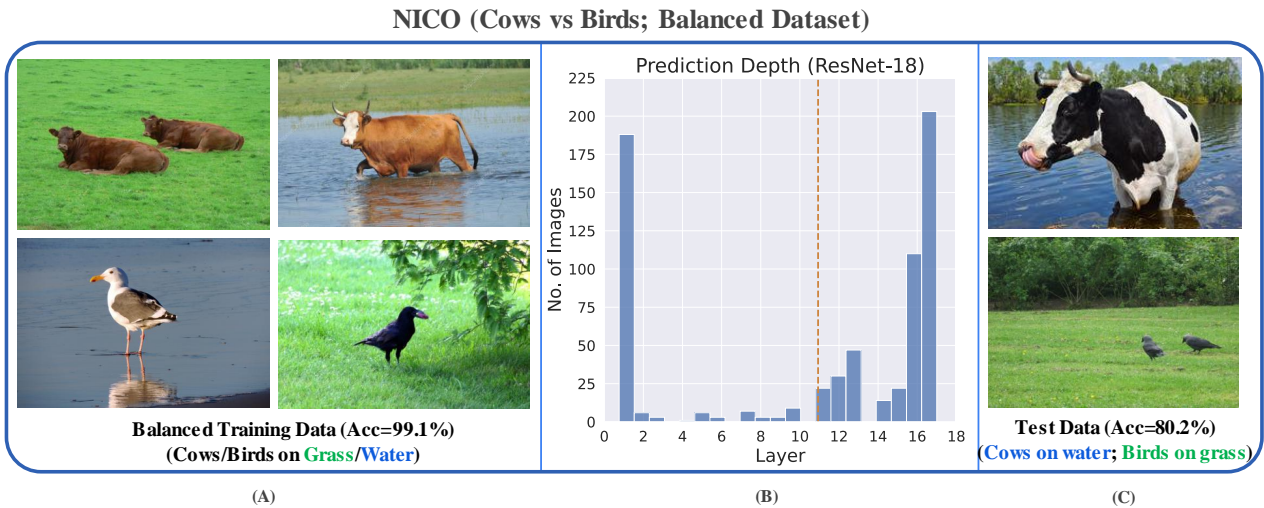 NICO (Cows vs Birds; Balanced Dataset)
Balanced Training Data (Acc=99.1%)
(Cows/Birds on Grass/Water)
Prediction Depth (ResNet-18)
No. of Images
225
200
175
150
125
100
75
50
25
0
0 2 4 6 8 10 12 14 16 18
Layer
Test Data (Acc=80.2%)
(Cows on water; Birds on grass)
(A)
(B)
(C)